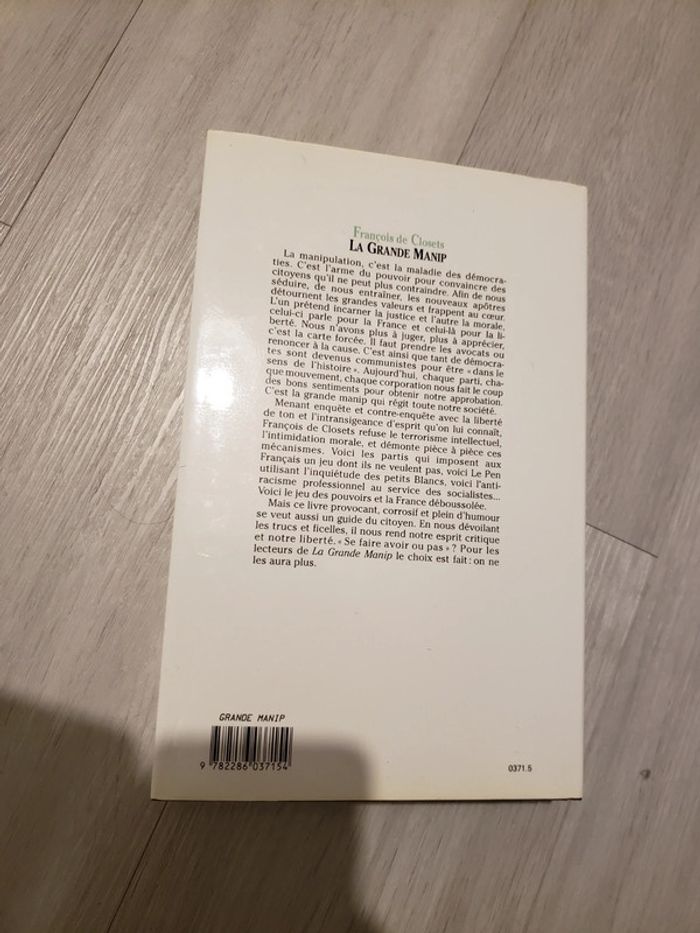 François de Closets
LA GRANDE MANIP
La manipulation, c'est la maladie des démocra-
ties. C'est l'arme du pouvoir pour convaincre des
citoyens qu'il ne peut plus contraindre. Afin de nous
séduire, de nous entraîner, les nouveaux apôtres
détournent les grandes valeurs et frappent au cœur.
L'un prétend incarner la justice et l'autre la morale,
celui-ci parle pour la France et celui-là pour la li-
berté. Nous n'avons plus à juger, plus à apprécier,
c'est la carte forcée. Il faut prendre les avocats ou
renoncer à la cause. C'est ainsi que tant de démocra-
tes sont devenus communistes pour être « dans le
sens de l'histoire ». Aujourd'hui, chaque parti, cha-
que mouvement, chaque corporation nous fait le coup
des bons sentiments pour obtenir notre approbation.
C'est la grande manip qui régit toute notre société.
Menant enquête et contre-enquête avec la liberté
de ton et l'intransigeance d'esprit qu'on lui connaît,
François de Closets refuse le terrorisme intellectuel,
l'intimidation morale, et démonte pièce à pièce ces
mécanismes. Voici les partis qui imposent aux
Français un jeu dont ils ne veulent pas, voici Le Pen
utilisant l'inquiétude des petits Blancs, voici l'anti-
racisme professionnel au service des socialistes...
Voici le jeu des pouvoirs et la France déboussolée.
Mais ce livre provocant, corrosif et plein d'humour
se veut aussi un guide du citoyen. En nous dévoilant
les trucs et ficelles, il nous rend notre esprit critique
et notre liberté. « Se faire avoir ou pas » ? Pour les
lecteurs de La Grande Manip le choix est fait : on ne
les aura plus.
GRANDE MANIP
9 782286 037154
0371.5